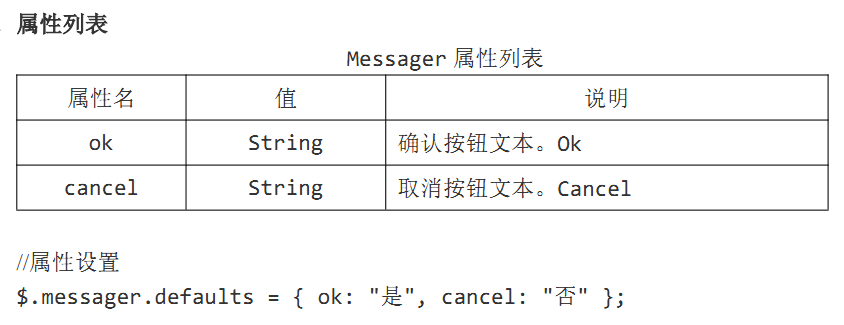 属性列表
Messager 属性列表
属性名 值 说明
ok String 确认按钮文本。Ok
cancel String 取消按钮文本。Cancel
//属性设置
$.messager.defaults = { ok: "是", cancel: "否" };